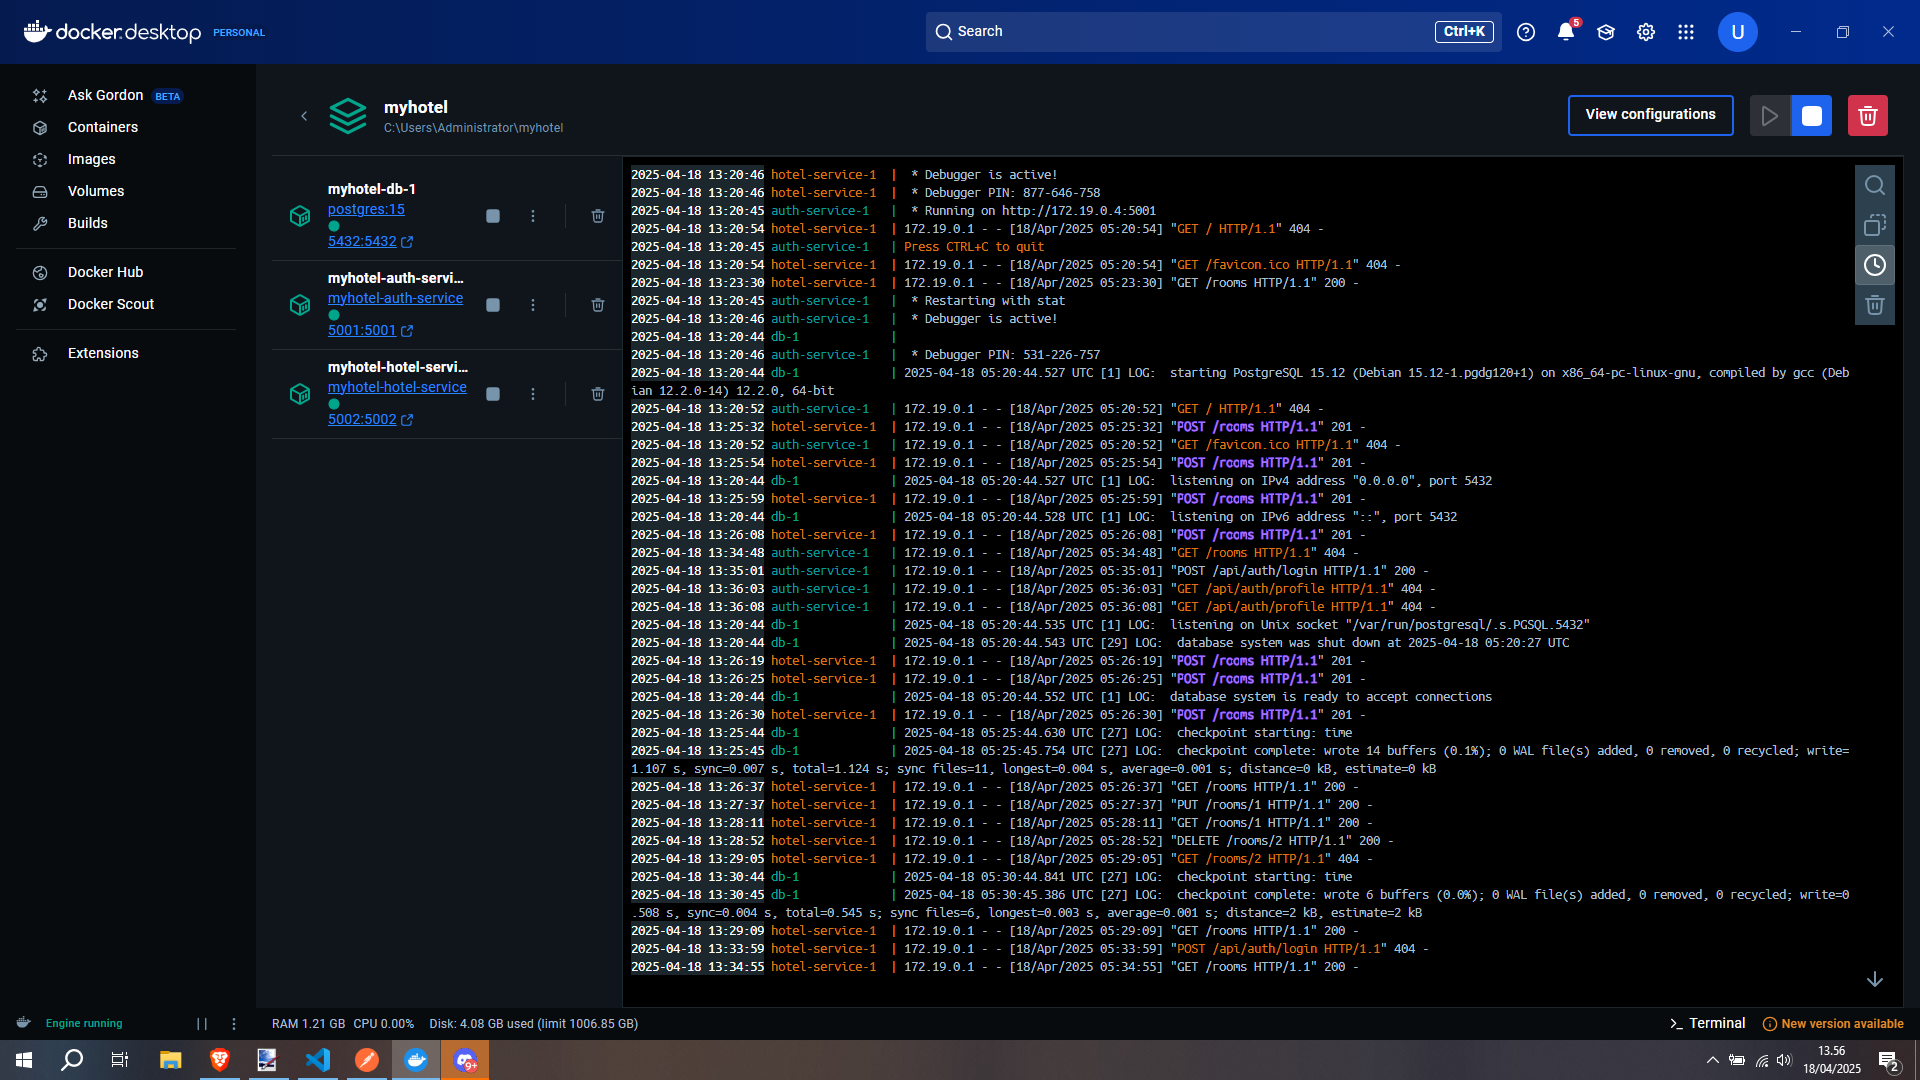 docker desktop PERSONAL
Search Ctrl+K
5
U
Ask Gordon BETA
Containers
Images
Volumes
Builds
Docker Hub
Docker Scout
Extensions
myhotel
C:\Users\Administrator\myhotel
View configurations
myhotel-db-1
postgres:15
5432:5432
myhotel-auth-servi...
myhotel-auth-service
5001:5001
myhotel-hotel-servi...
myhotel-hotel-service
5002:5002
2025-04-18 13:20:46 hotel-service-1 | * Debugger is active!
2025-04-18 13:20:46 hotel-service-1 | * Debugger PIN: 877-646-758
2025-04-18 13:20:45 auth-service-1 | * Running on http://172.19.0.4:5001
2025-04-18 13:20:54 hotel-service-1 | 172.19.0.1 - - [18/Apr/2025 05:20:54] "GET / HTTP/1.1" 404 -
2025-04-18 13:20:45 auth-service-1 | Press CTRL+C to quit
2025-04-18 13:20:54 hotel-service-1 | 172.19.0.1 - - [18/Apr/2025 05:20:54] "GET /favicon.ico HTTP/1.1" 404 -
2025-04-18 13:23:30 hotel-service-1 | 172.19.0.1 - - [18/Apr/2025 05:23:30] "GET /rooms HTTP/1.1" 200 -
2025-04-18 13:20:45 auth-service-1 | * Restarting with stat
2025-04-18 13:20:46 auth-service-1 | * Debugger is active!
2025-04-18 13:20:44 db-1 |
2025-04-18 13:20:46 auth-service-1 | * Debugger PIN: 531-226-757
2025-04-18 13:20:44 db-1 | 2025-04-18 05:20:44.527 UTC [1] LOG: starting PostgreSQL 15.12 (Debian 15.12-1.pgdg120+1) on x86_64-pc-linux-gnu, compiled by gcc (Deb
ian 12.2.0-14) 12.2.0, 64-bit
2025-04-18 13:20:52 auth-service-1 | 172.19.0.1 - - [18/Apr/2025 05:20:52] "GET / HTTP/1.1" 404 -
2025-04-18 13:25:32 hotel-service-1 | 172.19.0.1 - - [18/Apr/2025 05:25:32] "POST /rooms HTTP/1.1" 201 -
2025-04-18 13:20:52 auth-service-1 | 172.19.0.1 - - [18/Apr/2025 05:20:52] "GET /favicon.ico HTTP/1.1" 404 -
2025-04-18 13:25:54 hotel-service-1 | 172.19.0.1 - - [18/Apr/2025 05:25:54] "POST /rooms HTTP/1.1" 201 -
2025-04-18 13:20:44 db-1 | 2025-04-18 05:20:44.527 UTC [1] LOG: listening on IPv4 address "0.0.0.0", port 5432
2025-04-18 13:25:59 hotel-service-1 | 172.19.0.1 - - [18/Apr/2025 05:25:59] "POST /rooms HTTP/1.1" 201 -
2025-04-18 13:20:44 db-1 | 2025-04-18 05:20:44.528 UTC [1] LOG: listening on IPv6 address "::", port 5432
2025-04-18 13:26:08 hotel-service-1 | 172.19.0.1 - - [18/Apr/2025 05:26:08] "POST /rooms HTTP/1.1" 201 -
2025-04-18 13:34:48 auth-service-1 | 172.19.0.1 - - [18/Apr/2025 05:34:48] "GET /rooms HTTP/1.1" 404 -
2025-04-18 13:35:01 auth-service-1 | 172.19.0.1 - - [18/Apr/2025 05:35:01] "POST /api/auth/login HTTP/1.1" 200 -
2025-04-18 13:36:03 auth-service-1 | 172.19.0.1 - - [18/Apr/2025 05:36:03] "GET /api/auth/profile HTTP/1.1" 404 -
2025-04-18 13:36:08 auth-service-1 | 172.19.0.1 - - [18/Apr/2025 05:36:08] "GET /api/auth/profile HTTP/1.1" 404 -
2025-04-18 13:20:44 db-1 | 2025-04-18 05:20:44.535 UTC [1] LOG: listening on Unix socket "/var/run/postgresql/.s.PGSQL.5432"
2025-04-18 13:20:44 db-1 | 2025-04-18 05:20:44.543 UTC [29] LOG: database system was shut down at 2025-04-18 05:20:27 UTC
2025-04-18 13:26:19 hotel-service-1 | 172.19.0.1 - - [18/Apr/2025 05:26:19] "POST /rooms HTTP/1.1" 201 -
2025-04-18 13:26:25 hotel-service-1 | 172.19.0.1 - - [18/Apr/2025 05:26:25] "POST /rooms HTTP/1.1" 201 -
2025-04-18 13:20:44 db-1 | 2025-04-18 05:20:44.552 UTC [1] LOG: database system is ready to accept connections
2025-04-18 13:26:30 hotel-service-1 | 172.19.0.1 - - [18/Apr/2025 05:26:30] "POST /rooms HTTP/1.1" 201 -
2025-04-18 13:25:44 db-1 | 2025-04-18 05:25:44.630 UTC [27] LOG: checkpoint starting: time
2025-04-18 13:25:45 db-1 | 2025-04-18 05:25:45.754 UTC [27] LOG: checkpoint complete: wrote 14 buffers (0.1%); 0 WAL file(s) added, 0 removed, 0 recycled; write=
1.107 s, sync=0.007 s, total=1.124 s; sync files=11, longest=0.004 s, average=0.001 s; distance=0 kB, estimate=0 kB
2025-04-18 13:26:37 hotel-service-1 | 172.19.0.1 - - [18/Apr/2025 05:26:37] "GET /rooms HTTP/1.1" 200 -
2025-04-18 13:27:37 hotel-service-1 | 172.19.0.1 - - [18/Apr/2025 05:27:37] "PUT /rooms/1 HTTP/1.1" 200 -
2025-04-18 13:28:11 hotel-service-1 | 172.19.0.1 - - [18/Apr/2025 05:28:11] "GET /rooms/1 HTTP/1.1" 200 -
2025-04-18 13:28:52 hotel-service-1 | 172.19.0.1 - - [18/Apr/2025 05:28:52] "DELETE /rooms/2 HTTP/1.1" 200 -
2025-04-18 13:29:05 hotel-service-1 | 172.19.0.1 - - [18/Apr/2025 05:29:05] "GET /rooms/2 HTTP/1.1" 404 -
2025-04-18 13:30:44 db-1 | 2025-04-18 05:30:44.841 UTC [27] LOG: checkpoint starting: time
2025-04-18 13:30:45 db-1 | 2025-04-18 05:30:45.386 UTC [27] LOG: checkpoint complete: wrote 6 buffers (0.0%); 0 WAL file(s) added, 0 removed, 0 recycled; write=0
.508 s, sync=0.004 s, total=0.545 s; sync files=6, longest=0.003 s, average=0.001 s; distance=2 kB, estimate=2 kB
2025-04-18 13:29:09 hotel-service-1 | 172.19.0.1 - - [18/Apr/2025 05:29:09] "GET /rooms HTTP/1.1" 200 -
2025-04-18 13:33:59 hotel-service-1 | 172.19.0.1 - - [18/Apr/2025 05:33:59] "POST /api/auth/login HTTP/1.1" 404 -
2025-04-18 13:34:55 hotel-service-1 | 172.19.0.1 - - [18/Apr/2025 05:34:55] "GET /rooms HTTP/1.1" 200 -
Engine running
RAM 1.21 GB CPU 0.00% Disk: 4.08 GB used (limit 1006.85 GB)
Terminal
New version available
9+
13.56
18/04/2025
2